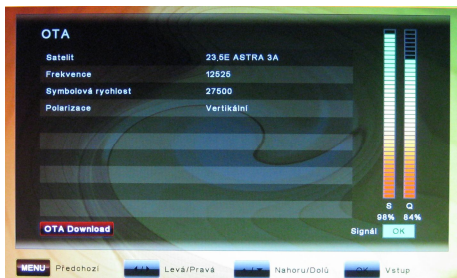 OTA
Satelit 23,5E ASTRA 3A
Frekvence 12525
Symbolová rychlost 27500
Polarizace Vertikální
S Q
98% 84%
OTA Download Signál OK
MENU Předchozí Levá/Pravá Nahoru/Dolů OK Vstup